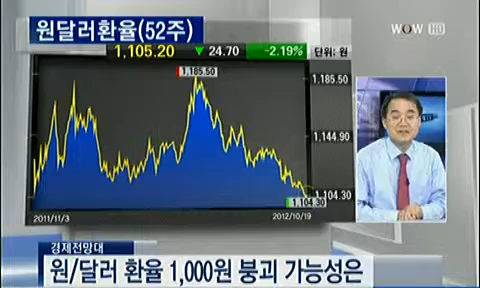 원달러환율(52주)
WOW HD
1,105.20 ▼ 24.70 -2.19% 단위: 원
1,185.50
1,185.50
1,144.90
1,104.30
1,104.30
2011/11/3 2012/10/19
경제전망대
원/달러 환율 1,000원 붕괴 가능성은